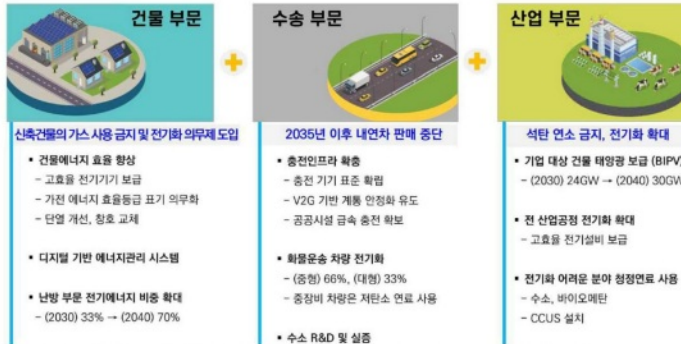 건물 부문
신축건물의 가스 사용 금지 및 전기화 의무제 도입
▪ 건물에너지 효율 향상
- 고효율 전기기기 보급
- 가전 에너지 효율등급 표기 의무화
- 단열 개선, 창호 교체
▪ 디지털 기반 에너지관리 시스템
▪ 난방 부문 전기에너지 비중 확대
- (2030) 33% → (2040) 70%
수송 부문
2035년 이후 내연차 판매 중단
▪ 충전인프라 확충
- 충전 기기 표준 확립
- V2G 기반 계통 안정화 유도
- 공공시설 급속 충전 확보
▪ 화물운송 차량 전기화
- (중형) 66%, (대형) 33%
- 중장비 차량은 저탄소 연료 사용
▪ 수소 R&D 및 실증
산업 부문
석탄 연소 금지, 전기화 확대
▪ 기업 대상 건물 태양광 보급 (BIPV)
- (2030) 24GW → (2040) 30GW
▪ 전 산업공정 전기화 확대
- 고효율 전기설비 보급
▪ 전기화 어려운 분야 청정연료 사용
- 수소, 바이오메탄
- CCUS 설치